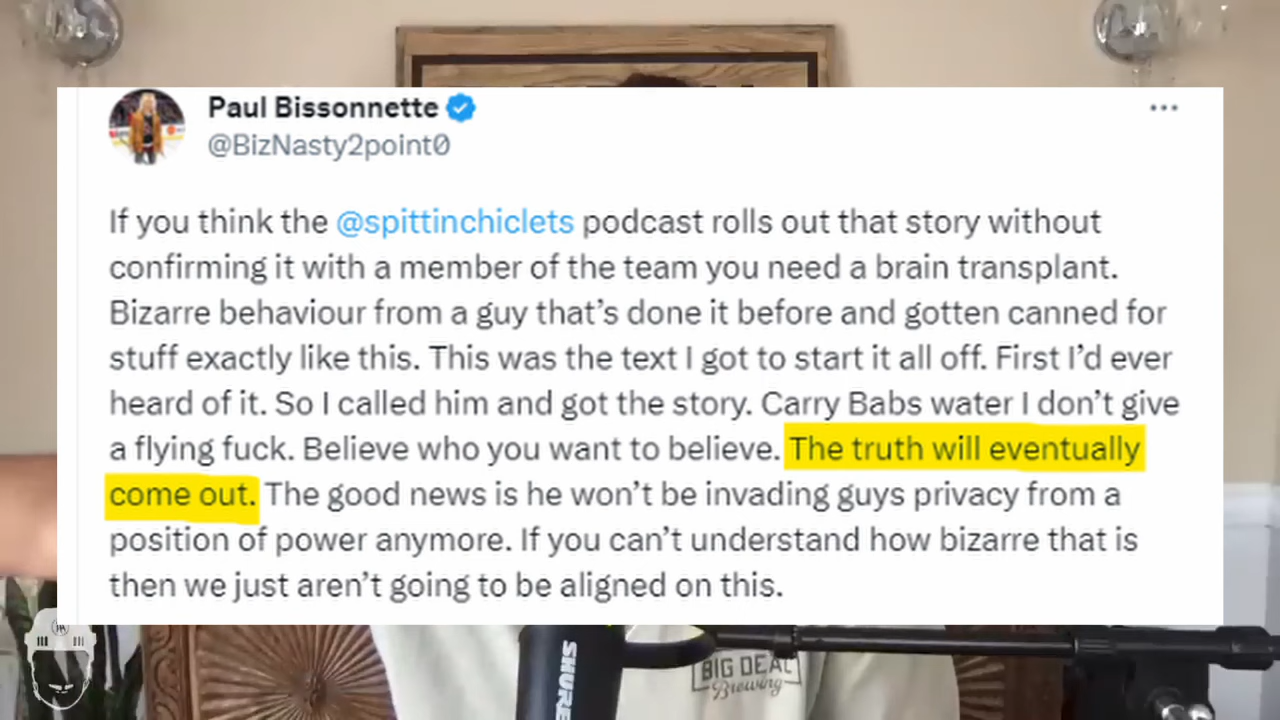 Paul Bissonnette
@BizNasty2point0
If you think the @spittinchiclets podcast rolls out that story without
confirming it with a member of the team you need a brain transplant.
Bizarre behaviour from a guy that’s done it before and gotten canned for
stuff exactly like this. This was the text I got to start it all off. First I’d ever
heard of it. So I called him and got the story. Carry Babs water I don’t give
a flying fuck. Believe who you want to believe. The truth will eventually
come out. The good news is he won’t be invading guys privacy from a
position of power anymore. If you can’t understand how bizarre that is
then we just aren’t going to be aligned on this.
SHURE
BIG DEAL
Brewing